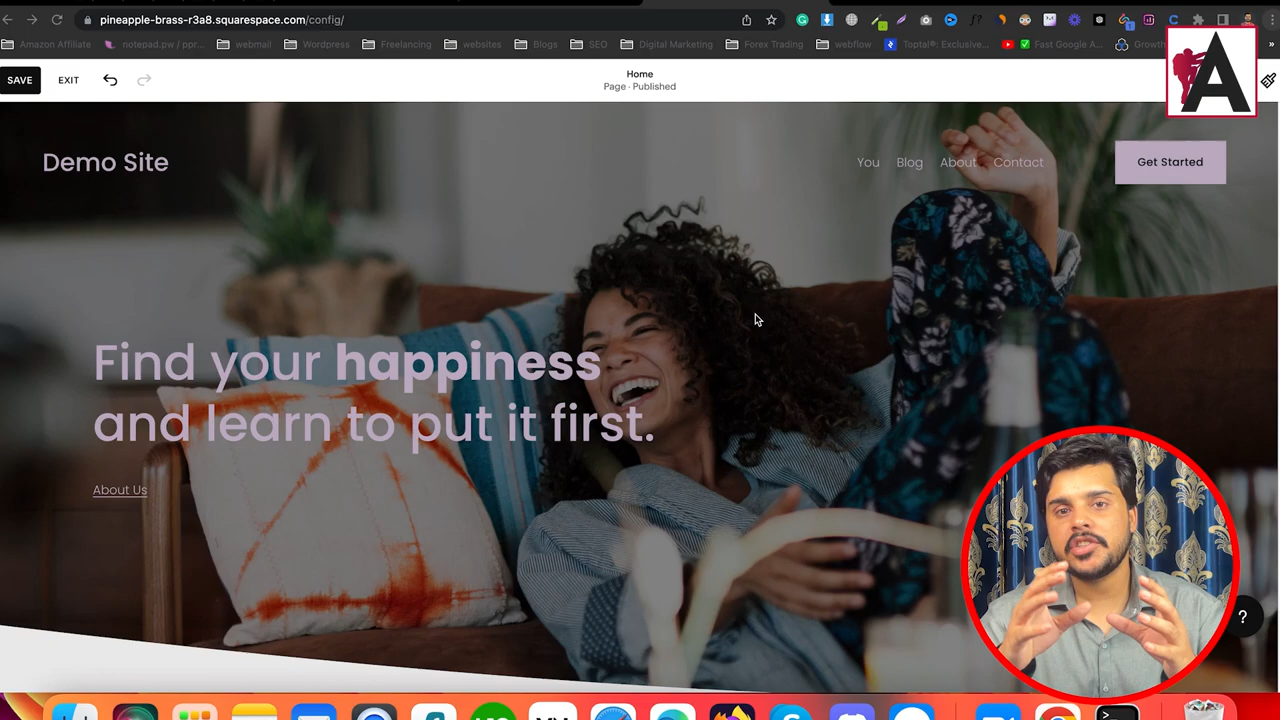 pineapple-brass-r3a8.squarespace.com/config/
Amazon Affiliate
notepad.pw / ppr...
webmail
Wordpress
Freelancing
websites
Blogs
SEO
Digital Marketing
Forex Trading
webflow
Toptal®: Exclusive...
Fast Google A...
Growth
»
SAVE
EXIT
Home
Page · Published
A
Demo Site
You
Blog
About
Contact
Get Started
Find your happiness
and learn to put it first.
About Us
?